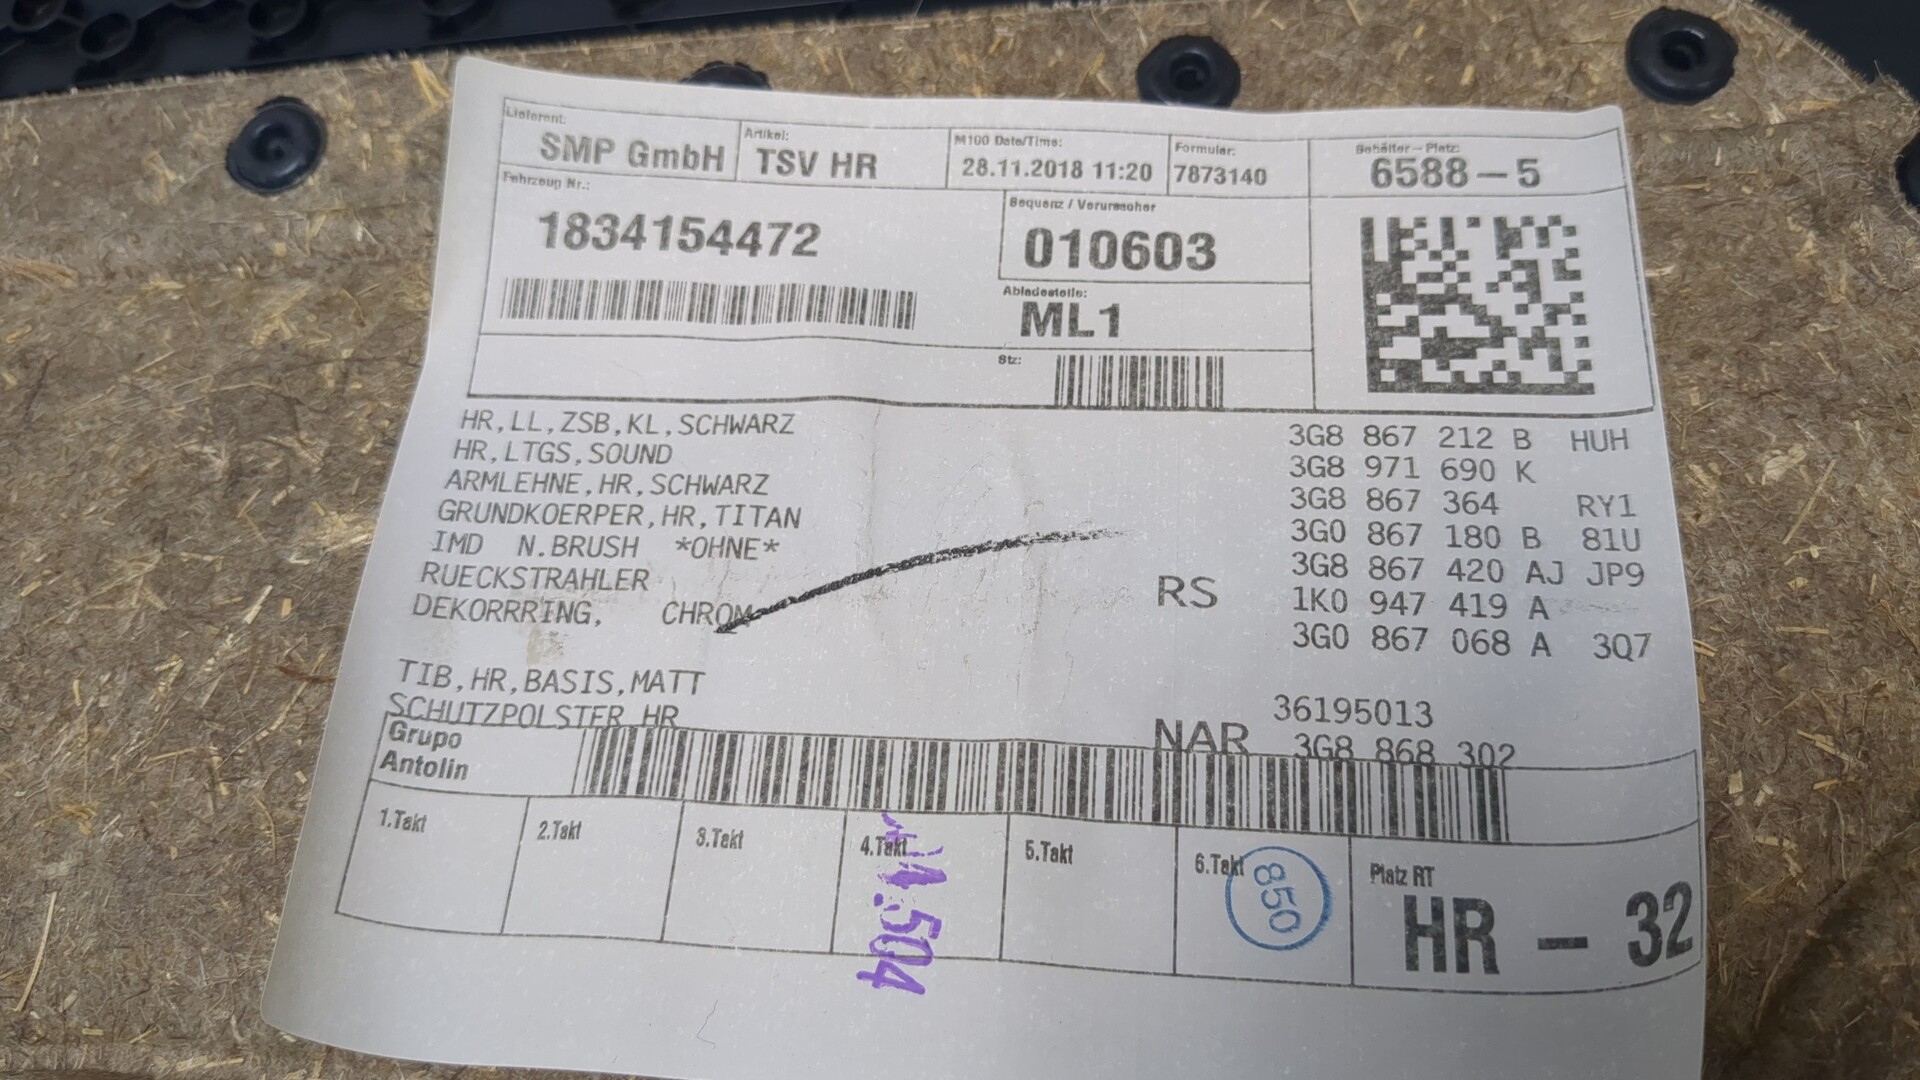 Lieferant:
SMP GmbH
Artikel:
TSV HR
M100 Date/Time:
28.11.2018 11:20
Formular:
7873140
Behälter-Platz:
6588-5
Fahrzeug Nr.:
1834154472
Sequenz / Verursacher
010603
Abladestelle:
ML1
Stz:
HR,LL,ZSB,KL,SCHWARZ 3G8 867 212 B HUH
HR,LTGS,SOUND 3G8 971 690 K
ARMLEHNE,HR,SCHWARZ 3G8 867 364 RY1
GRUNDKOERPER,HR,TITAN 3G0 867 180 B 81U
IMD N.BRUSH *OHNE* 3G8 867 420 AJ JP9
RUECKSTRAHLER RS 1K0 947 419 A
DEKORRRING, CHROM 3G0 867 068 A 3Q7
TIB,HR,BASIS,MATT 36195013
SCHUTZPOLSTER HR NAR 3G8 868 302
Grupo
Antolin
1.Takt
2.Takt
3.Takt
4.Takt
5.Takt
6.Takt
850
Platz RT
HR - 32